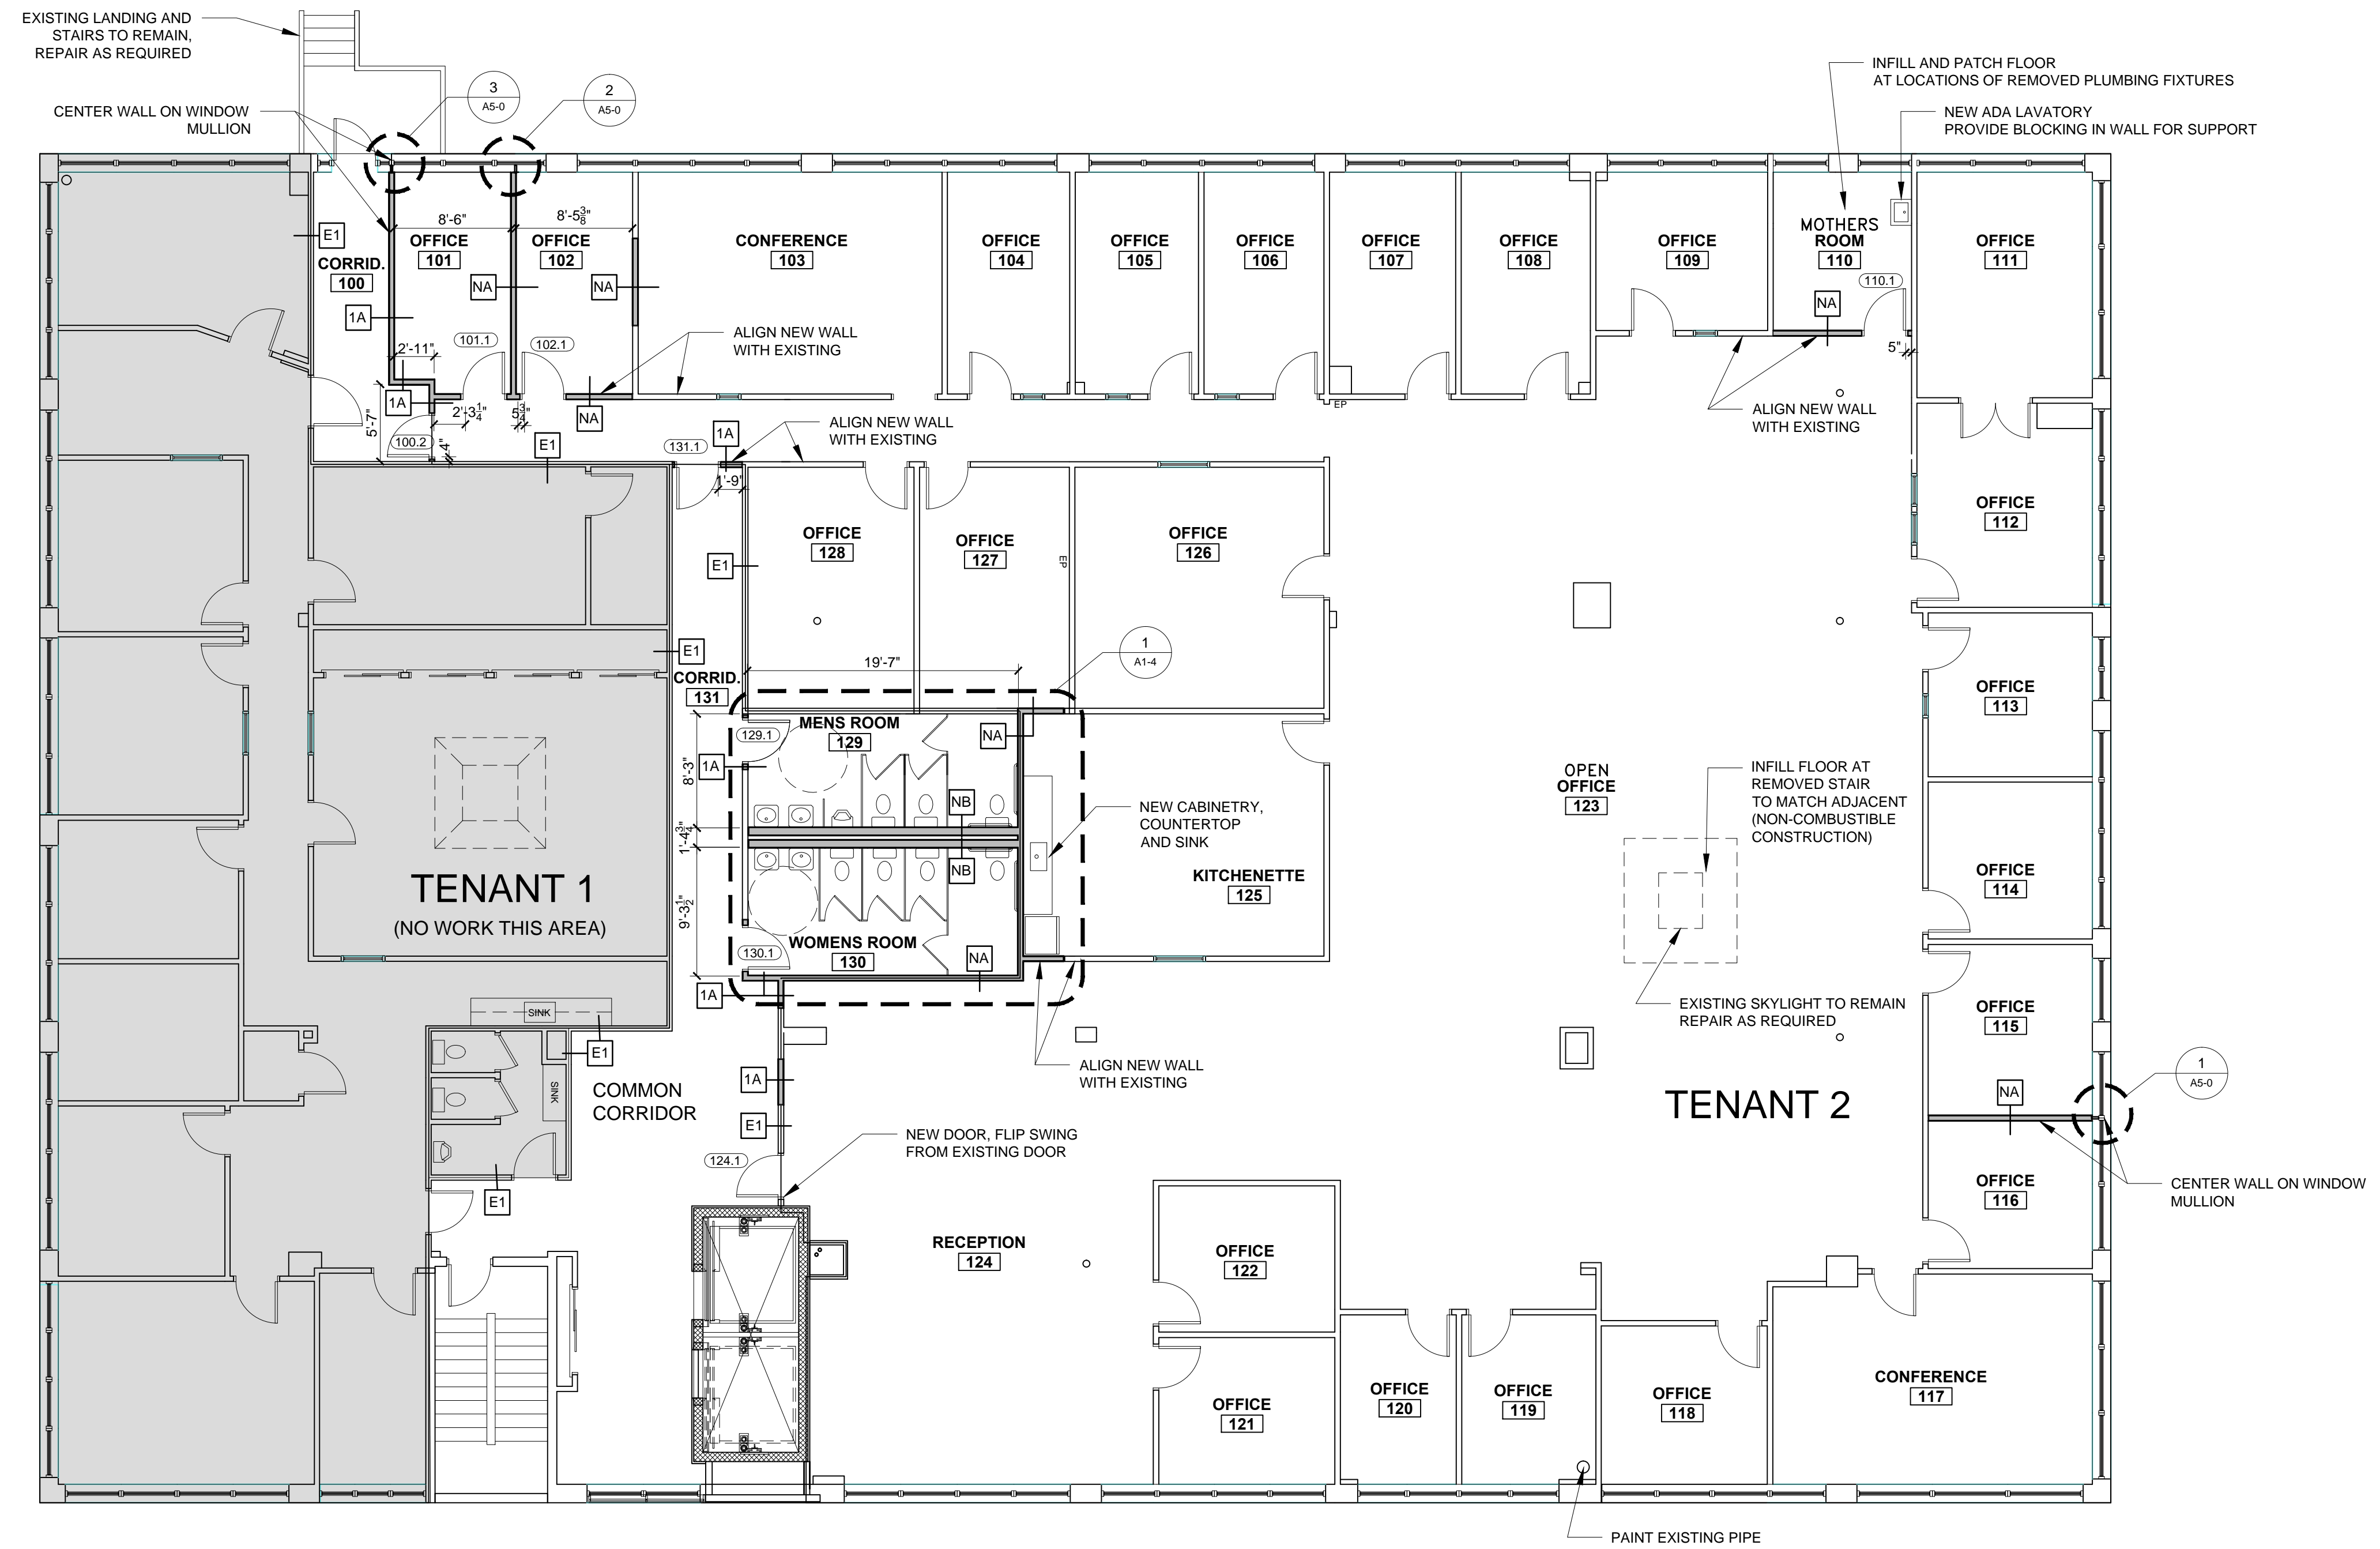 EXISTING LANDING AND
STAIRS TO REMAIN,
REPAIR AS REQUIRED
CENTER WALL ON WINDOW
MULLION
3
A5-0
2
A5-0
INFILL AND PATCH FLOOR
AT LOCATIONS OF REMOVED PLUMBING FIXTURES
NEW ADA LAVATORY
PROVIDE BLOCKING IN WALL FOR SUPPORT
E1
CORRID.
100
1A
8'-6"
OFFICE
101
NA
8'-5 3/8"
OFFICE
102
NA
CONFERENCE
103
OFFICE
104
OFFICE
105
OFFICE
106
OFFICE
107
OFFICE
108
OFFICE
109
MOTHERS
ROOM
110
110.1
NA
OFFICE
111
2'-11"
101.1
102.1
ALIGN NEW WALL
WITH EXISTING
5"
1A
2'-3 1/4"
5 3/4"
NA
EP
ALIGN NEW WALL
WITH EXISTING
5'-7"
100.2
4"
E1
131.1
1A
ALIGN NEW WALL
WITH EXISTING
1'-9"
OFFICE
128
OFFICE
127
EP
OFFICE
126
OFFICE
112
E1
E1
19'-7"
1
A1-4
CORRID.
131
OFFICE
113
MENS ROOM
129
129.1
NA
1A
8'-3"
NB
1'-4 3/4"
NB
9'-3 1/2"
WOMENS ROOM
130
130.1
NA
1A
NEW CABINETRY,
COUNTERTOP
AND SINK
KITCHENETTE
125
OPEN
OFFICE
123
INFILL FLOOR AT
REMOVED STAIR
TO MATCH ADJACENT
(NON-COMBUSTIBLE
CONSTRUCTION)
OFFICE
114
TENANT 1
(NO WORK THIS AREA)
SINK
E1
SINK
E1
COMMON
CORRIDOR
1A
E1
ALIGN NEW WALL
WITH EXISTING
EXISTING SKYLIGHT TO REMAIN
REPAIR AS REQUIRED
OFFICE
115
NA
1
A5-0
TENANT 2
124.1
NEW DOOR, FLIP SWING
FROM EXISTING DOOR
OFFICE
116
CENTER WALL ON WINDOW
MULLION
RECEPTION
124
OFFICE
122
OFFICE
121
OFFICE
120
OFFICE
119
OFFICE
118
CONFERENCE
117
PAINT EXISTING PIPE